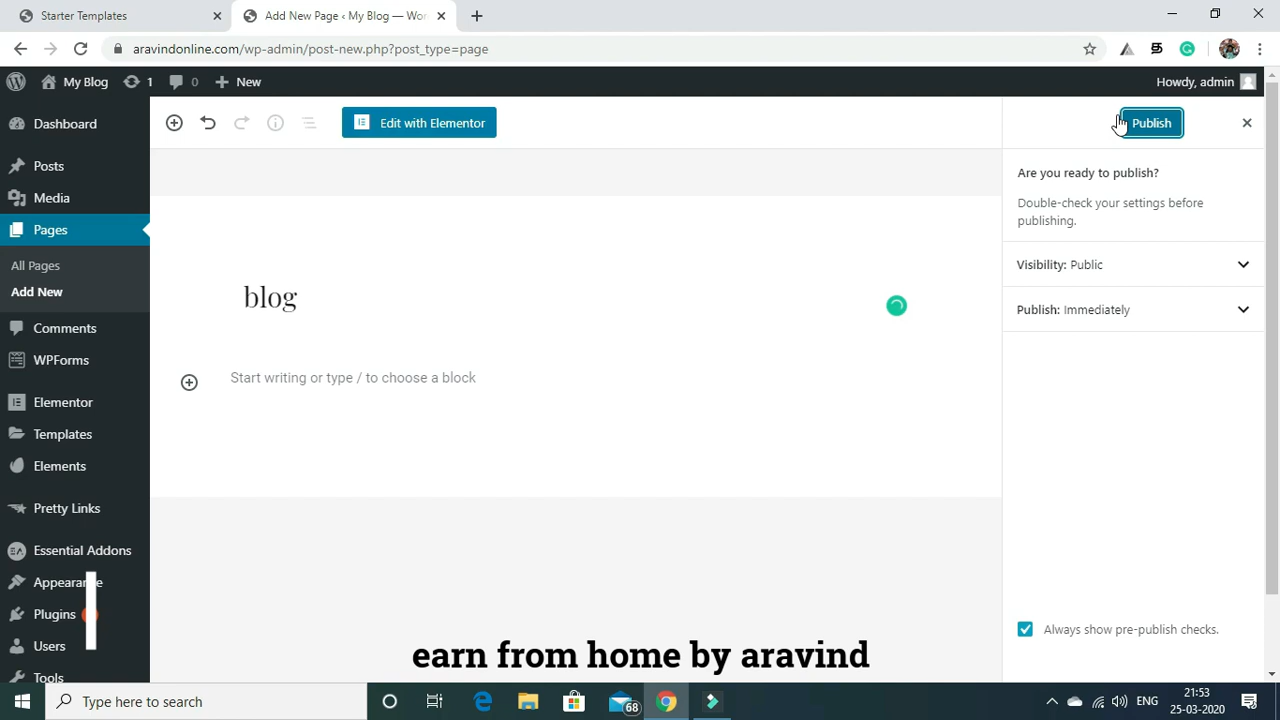 Starter Templates
Add New Page ‹ My Blog — Wor
aravindonline.com/wp-admin/post-new.php?post_type=page
My Blog
1
0
New
Howdy, admin
Dashboard
Posts
Media
Pages
All Pages
Add New
Comments
WPForms
Elementor
Templates
Elements
Pretty Links
Essential Addons
Appearance
Plugins
Users
Tools
Edit with Elementor
Publish
Are you ready to publish?
Double-check your settings before
publishing.
Visibility: Public
Publish: Immediately
Always show pre-publish checks.
blog
Start writing or type / to choose a block
earn from home by aravind
Type here to search
68
ENG
21:53
25-03-2020